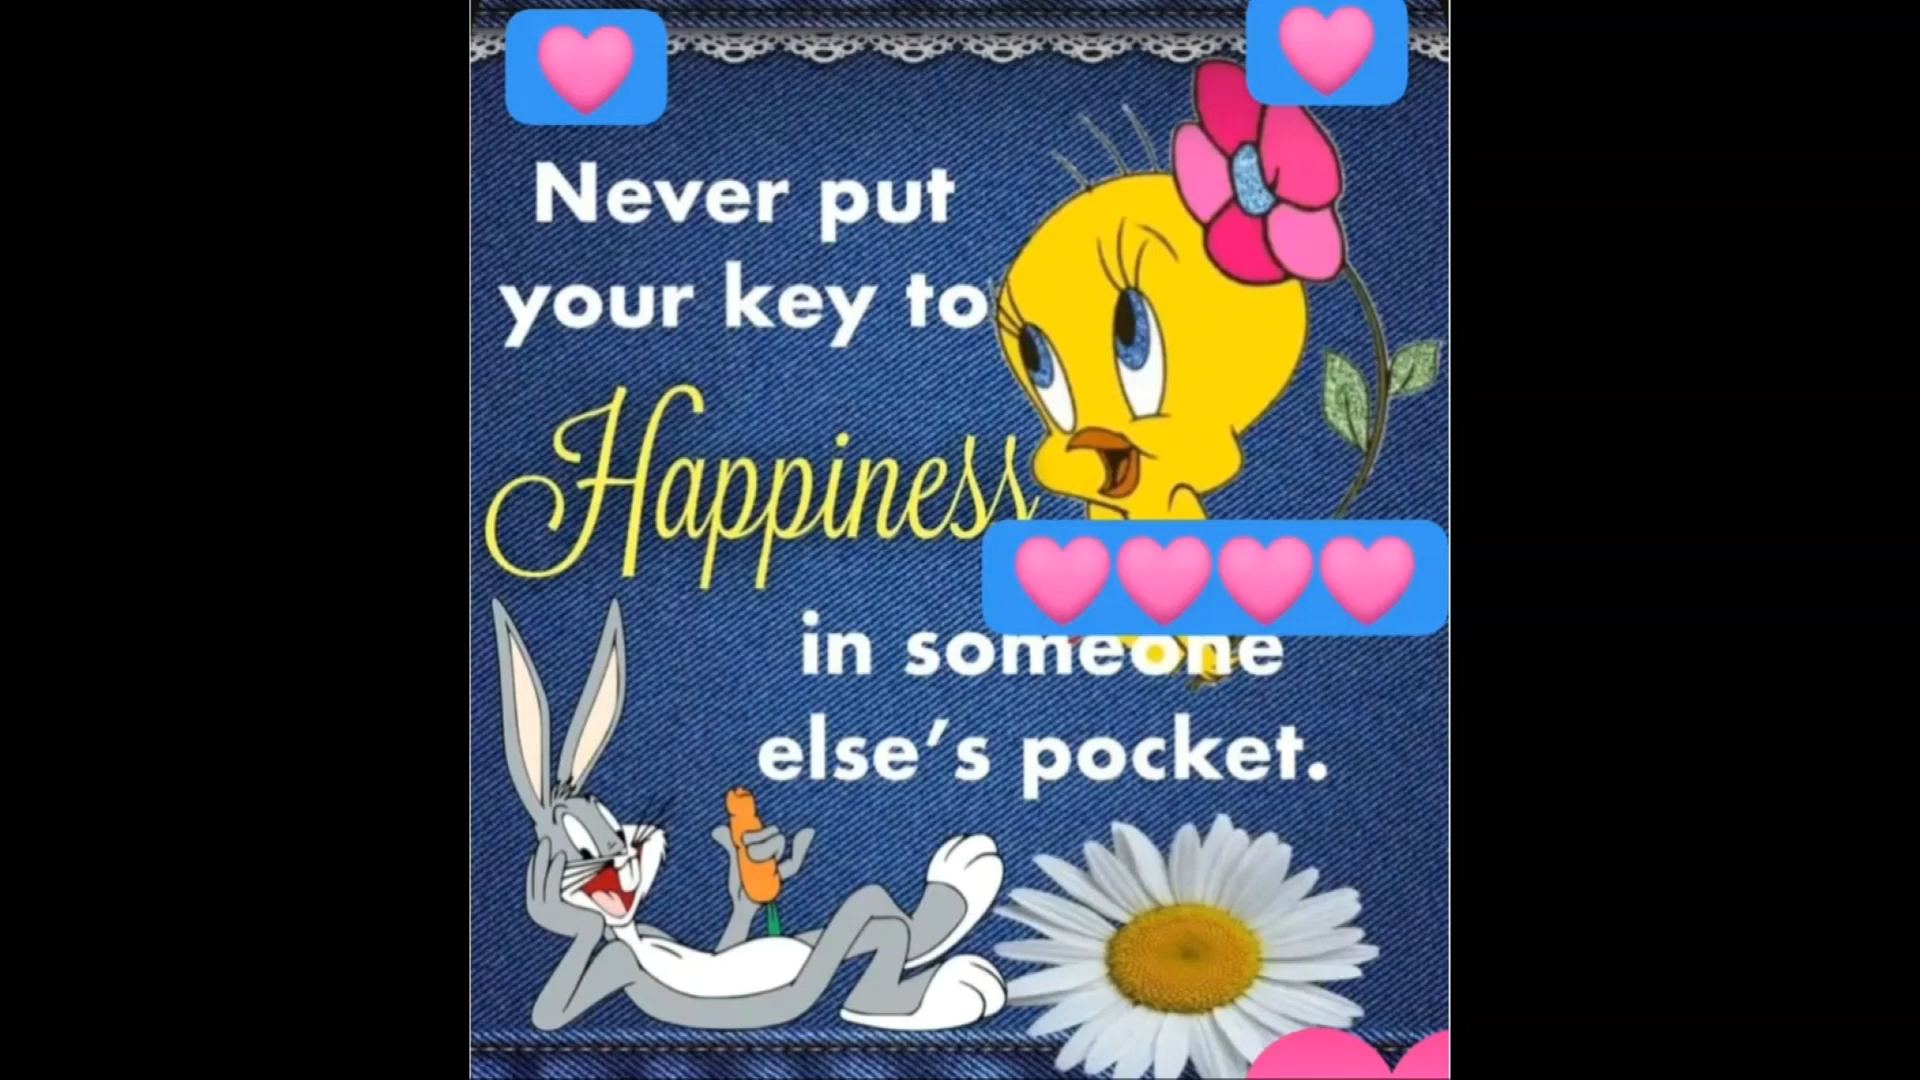 Never put
your key to
Happiness
in someone
else's pocket.